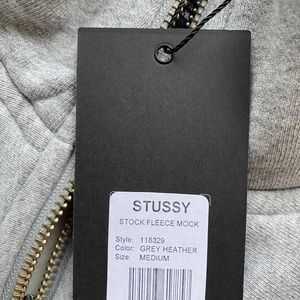 STUSSY
STOCK FLEECE MOCK
Style: 118329
Color: GREY HEATHER
Size: MEDIUM